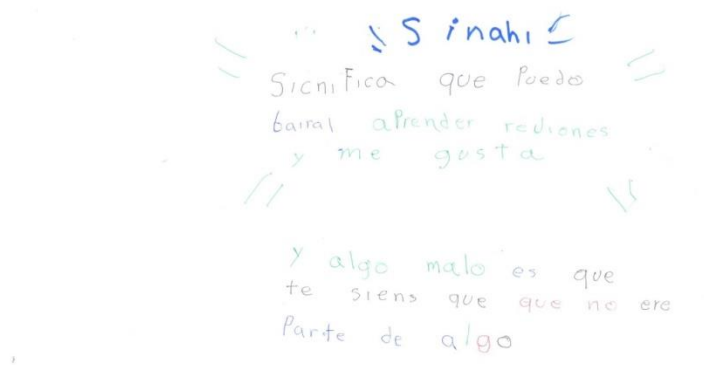 Sinahi
Significa que Puedo
bairal aPrender rediones
y me gusta
y algo malo es que
te siens que que no ere
Parte de algo